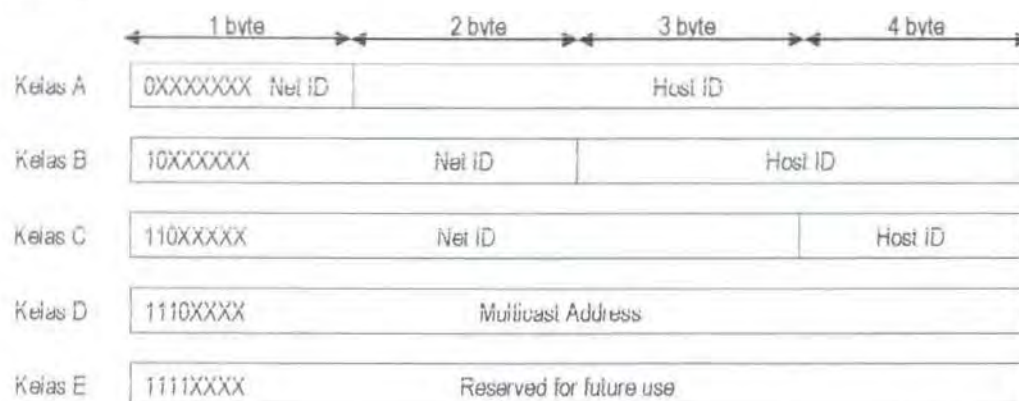 1 byte 2 byte 3 byte 4 byte
Kelas A 0XXXXXXX Net ID Host ID
Kelas B 10XXXXXX Net ID Host ID
Kelas C 110XXXXX Net ID Host ID
Kelas D 1110XXXX Multicast Address
Kelas E 1111XXXX Reserved for future use